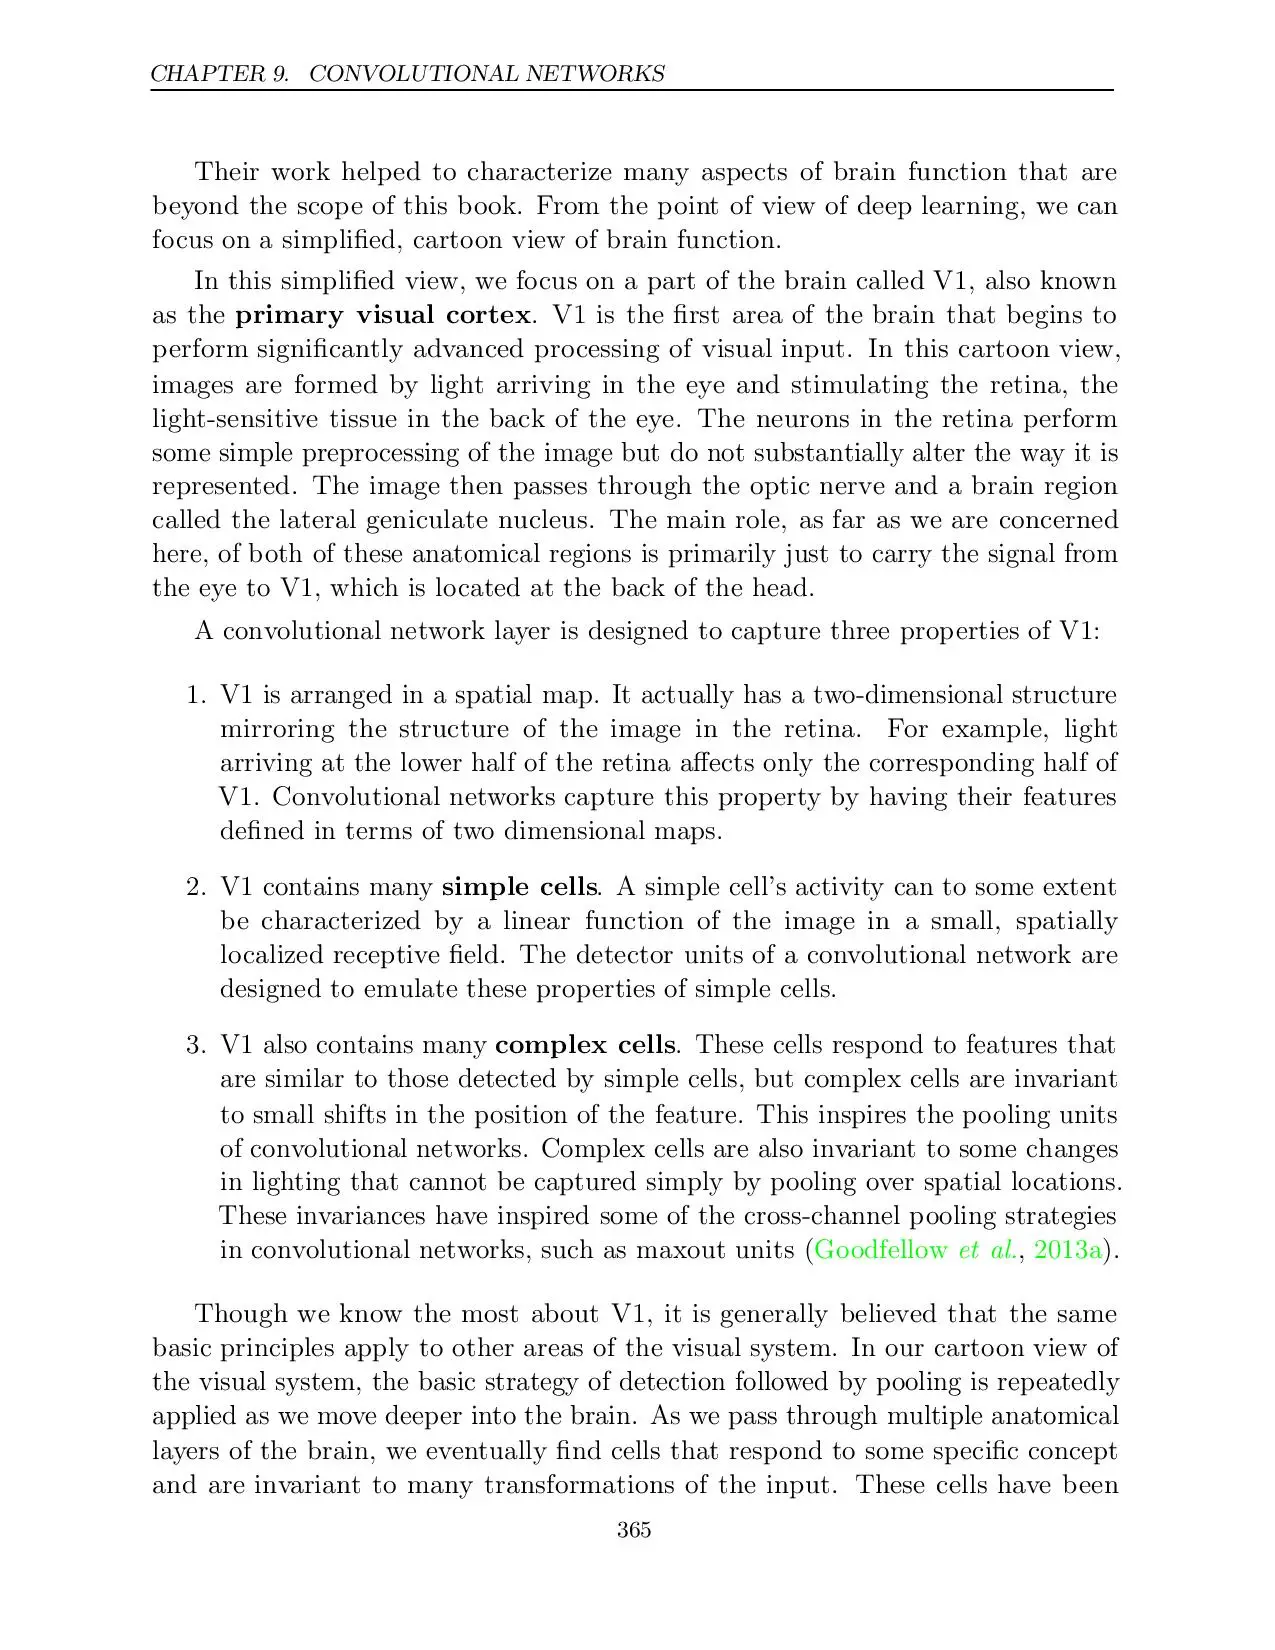 CHAPTER 9. CONVOLUTIONAL NETWORKS
Their work helped to characterize many aspects of brain function that are
beyond the scope of this book. From the point of view of deep learning, we can
focus on a simplified, cartoon view of brain function.
In this simplified view, we focus on a part of the brain called V1, also known
as the primary visual cortex. V1 is the first area of the brain that begins to
perform significantly advanced processing of visual input. In this cartoon view,
images are formed by light arriving in the eye and stimulating the retina, the
light-sensitive tissue in the back of the eye. The neurons in the retina perform
some simple preprocessing of the image but do not substantially alter the way it is
represented. The image then passes through the optic nerve and a brain region
called the lateral geniculate nucleus. The main role, as far as we are concerned
here, of both of these anatomical regions is primarily just to carry the signal from
the eye to V1, which is located at the back of the head.
A convolutional network layer is designed to capture three properties of V1:
1. V1 is arranged in a spatial map. It actually has a two-dimensional structure
mirroring the structure of the image in the retina. For example, light
arriving at the lower half of the retina affects only the corresponding half of
V1. Convolutional networks capture this property by having their features
defined in terms of two dimensional maps.
2. V1 contains many simple cells. A simple cell's activity can to some extent
be characterized by a linear function of the image in a small, spatially
localized receptive field. The detector units of a convolutional network are
designed to emulate these properties of simple cells.
3. V1 also contains many complex cells. These cells respond to features that
are similar to those detected by simple cells, but complex cells are invariant
to small shifts in the position of the feature. This inspires the pooling units
of convolutional networks. Complex cells are also invariant to some changes
in lighting that cannot be captured simply by pooling over spatial locations.
These invariances have inspired some of the cross-channel pooling strategies
in convolutional networks, such as maxout units (Goodfellow et al., 2013a).
Though we know the most about V1, it is generally believed that the same
basic principles apply to other areas of the visual system. In our cartoon view of
the visual system, the basic strategy of detection followed by pooling is repeatedly
applied as we move deeper into the brain. As we pass through multiple anatomical
layers of the brain, we eventually find cells that respond to some specific concept
and are invariant to many transformations of the input. These cells have been
365